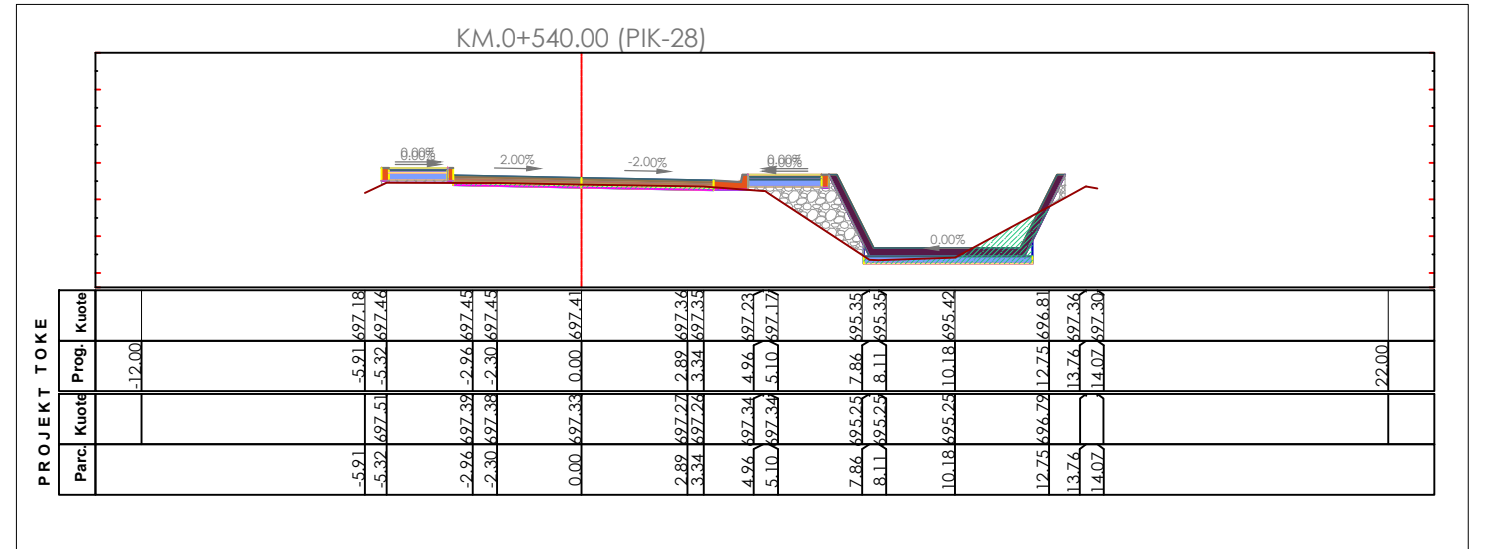 KM.0+540.00 (PIK-28)
0.00%
0.00%
2.00%
-2.00%
0.00%
0.00%
0.00%
PROJEKT TOKE
Kuote 697.18 697.46 697.45 697.45 697.41 697.36 697.35 697.23 697.17 695.35 695.35 695.42 696.81 697.36 697.30
Prog. -12.00 -5.91 -5.32 -2.96 -2.30 0.00 2.89 3.34 4.96 5.10 7.86 8.11 10.18 12.75 13.76 14.07 22.00
Kuote 697.51 697.39 697.38 697.33 697.27 697.26 697.34 697.34 695.25 695.25 695.25 696.79
Parc. -5.91 -5.32 -2.96 -2.30 0.00 2.89 3.34 4.96 5.10 7.86 8.11 10.18 12.75 13.76 14.07